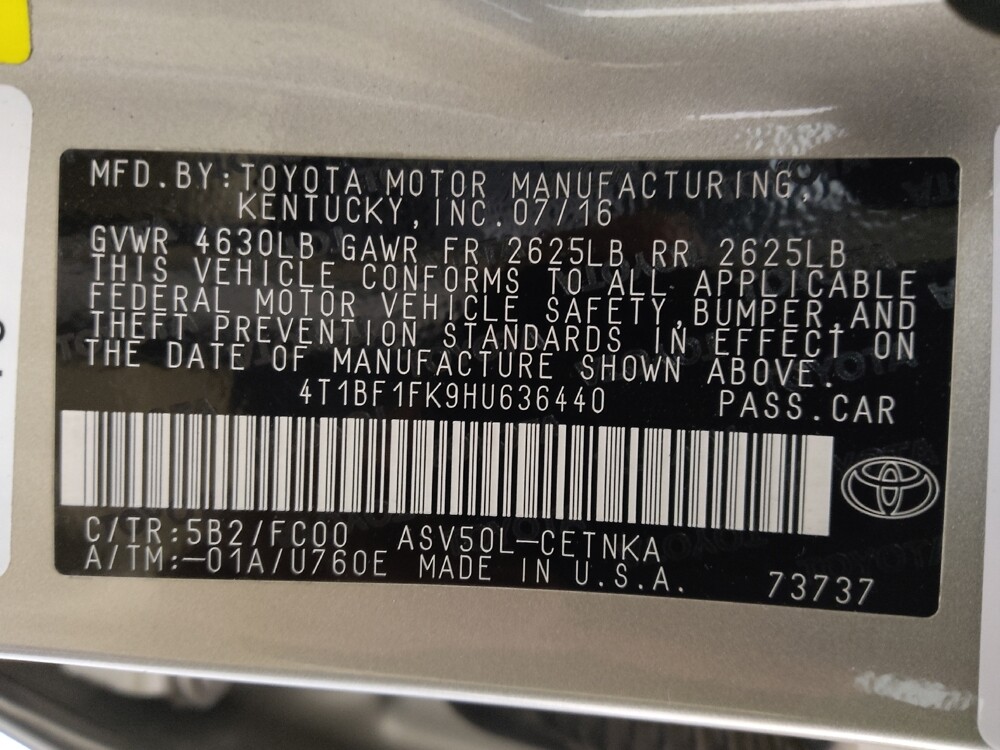 MFD.BY:TOYOTA MOTOR MANUFACTURING,
KENTUCKY,INC.07/16
GVWR 4630LB GAWR FR 2625LB RR 2625LB
THIS VEHICLE CONFORMS TO ALL APPLICABLE
FEDERAL MOTOR VEHICLE SAFETY,BUMPER,AND
THEFT PREVENTION STANDARDS IN EFFECT ON
THE DATE OF MANUFACTURE SHOWN ABOVE.
4T1BF1FK9HU636440 PASS.CAR
C/TR:5B2/FC00 ASV50L-CETNKA
A/TM:-01A/U760E MADE IN U.S.A. 73737